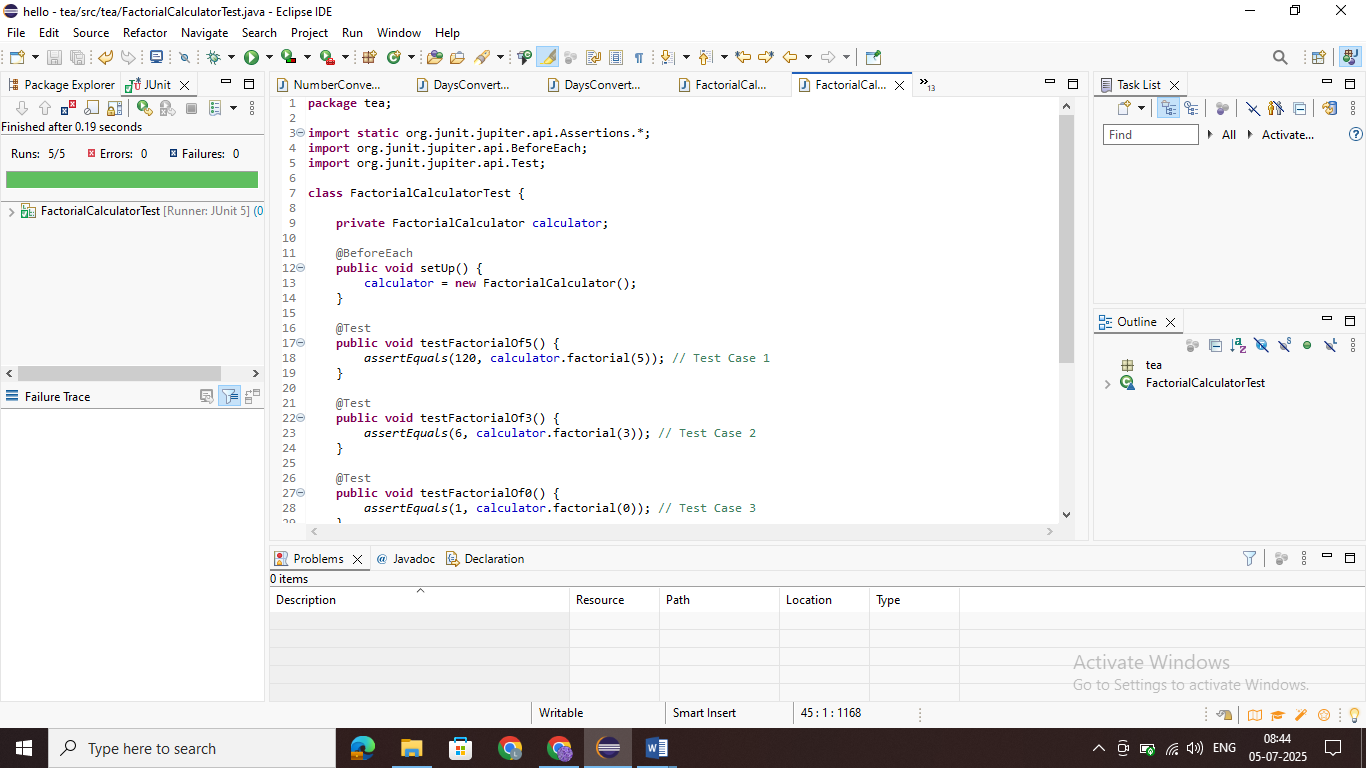 hello - tea/src/tea/FactorialCalculatorTest.java - Eclipse IDE
File Edit Source Refactor Navigate Search Project Run Window Help
Package Explorer JUnit
Finished after 0.19 seconds
Runs: 5/5 Errors: 0 Failures: 0
FactorialCalculatorTest [Runner: JUnit 5] (0
Failure Trace
NumberConve... DaysConvert... DaysConvert... FactorialCal... FactorialCal... »13
1 package tea;
2
3 import static org.junit.jupiter.api.Assertions.*;
4 import org.junit.jupiter.api.BeforeEach;
5 import org.junit.jupiter.api.Test;
6
7 class FactorialCalculatorTest {
8
9 private FactorialCalculator calculator;
10
11 @BeforeEach
12 public void setUp() {
13 calculator = new FactorialCalculator();
14 }
15
16 @Test
17 public void testFactorialOf5() {
18 assertEquals(120, calculator.factorial(5)); // Test Case 1
19 }
20
21 @Test
22 public void testFactorialOf3() {
23 assertEquals(6, calculator.factorial(3)); // Test Case 2
24 }
25
26 @Test
27 public void testFactorialOf0() {
28 assertEquals(1, calculator.factorial(0)); // Test Case 3
29 }
Task List
Find All Activate...
Outline
tea
FactorialCalculatorTest
Problems @ Javadoc Declaration
0 items
Description Resource Path Location Type
Activate Windows
Go to Settings to activate Windows.
Writable Smart Insert 45 : 1 : 1168
Type here to search
ENG
08:44
05-07-2025